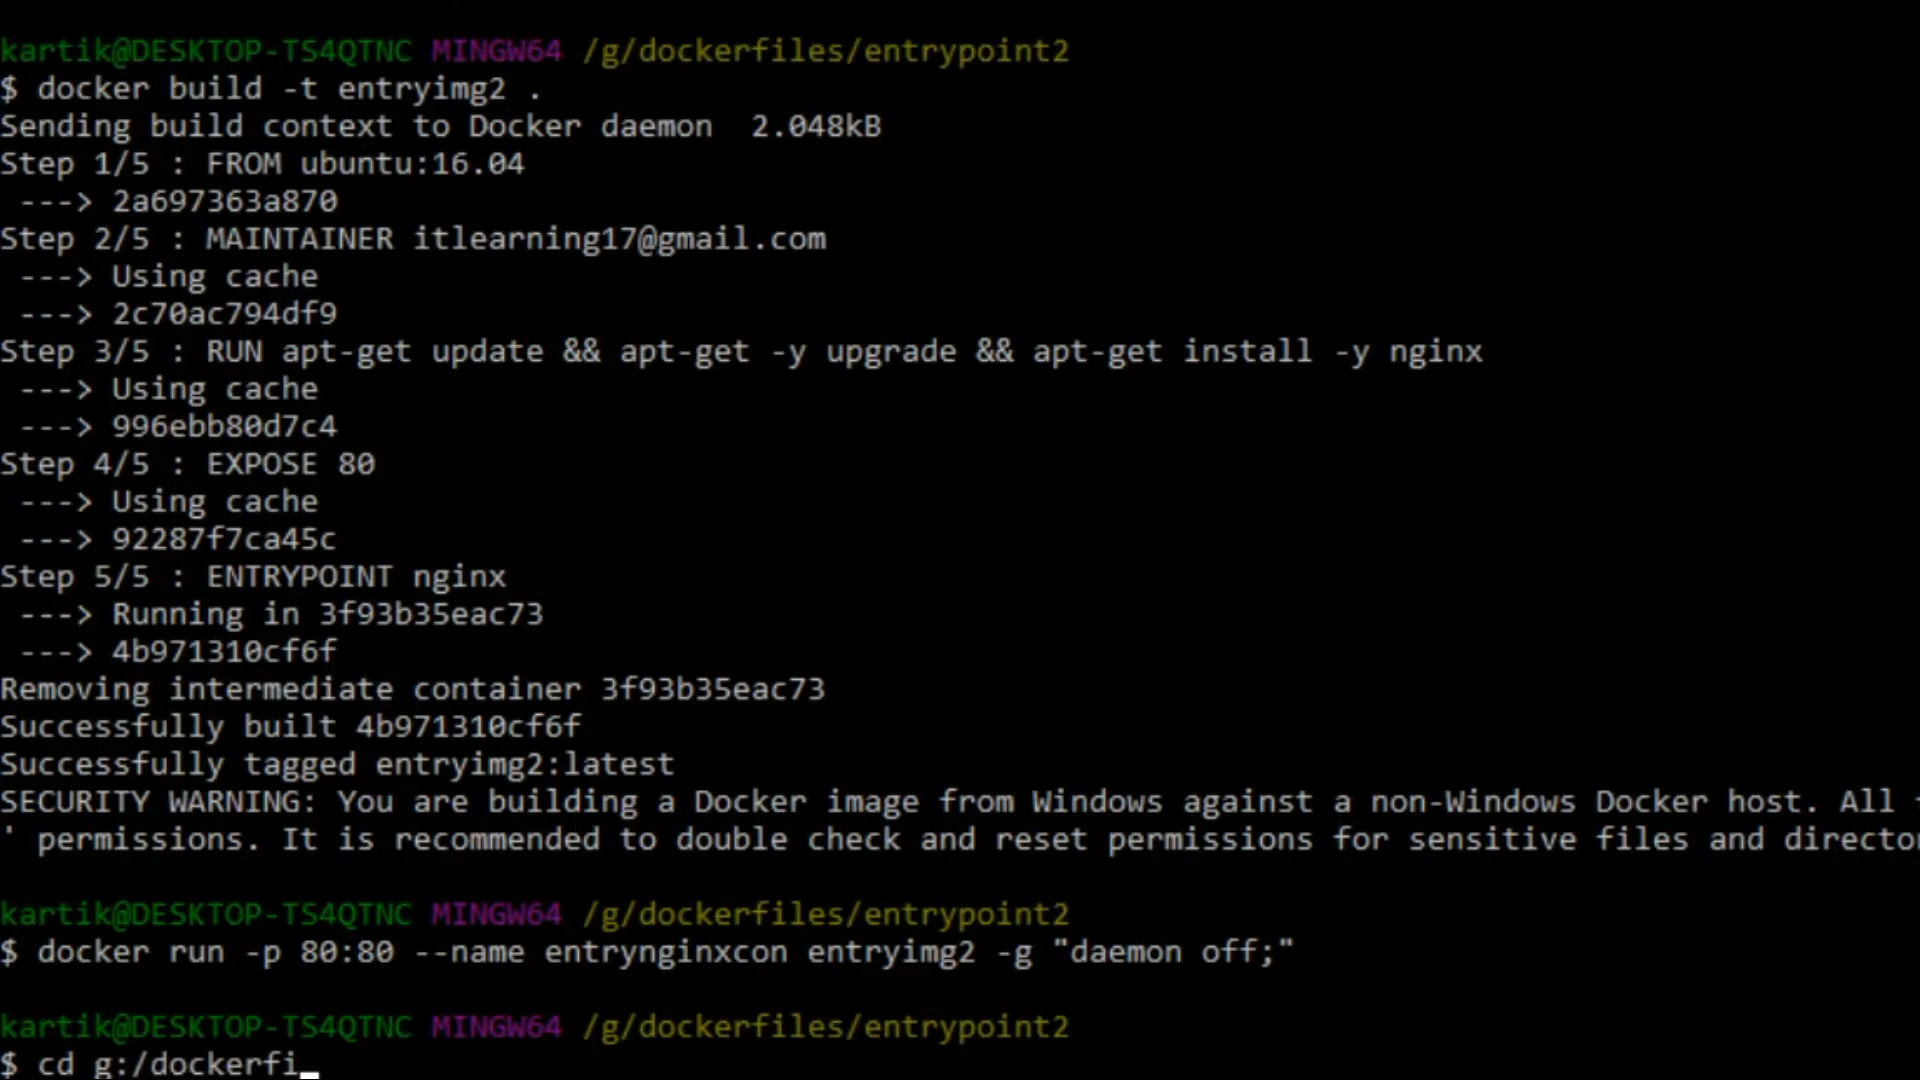 kartik@DESKTOP-TS4QTNC MINGW64 /g/dockerfiles/entrypoint2
$ docker build -t entryimg2 .
Sending build context to Docker daemon  2.048kB
Step 1/5 : FROM ubuntu:16.04
 ---> 2a697363a870
Step 2/5 : MAINTAINER itlearning17@gmail.com
 ---> Using cache
 ---> 2c70ac794df9
Step 3/5 : RUN apt-get update && apt-get -y upgrade && apt-get install -y nginx
 ---> Using cache
 ---> 996ebb80d7c4
Step 4/5 : EXPOSE 80
 ---> Using cache
 ---> 92287f7ca45c
Step 5/5 : ENTRYPOINT nginx
 ---> Running in 3f93b35eac73
 ---> 4b971310cf6f
Removing intermediate container 3f93b35eac73
Successfully built 4b971310cf6f
Successfully tagged entryimg2:latest
SECURITY WARNING: You are building a Docker image from Windows against a non-Windows Docker host. All
' permissions. It is recommended to double check and reset permissions for sensitive files and directo
kartik@DESKTOP-TS4QTNC MINGW64 /g/dockerfiles/entrypoint2
$ docker run -p 80:80 --name entrynginxcon entryimg2 -g "daemon off;"
kartik@DESKTOP-TS4QTNC MINGW64 /g/dockerfiles/entrypoint2
$ cd g:/dockerfi_